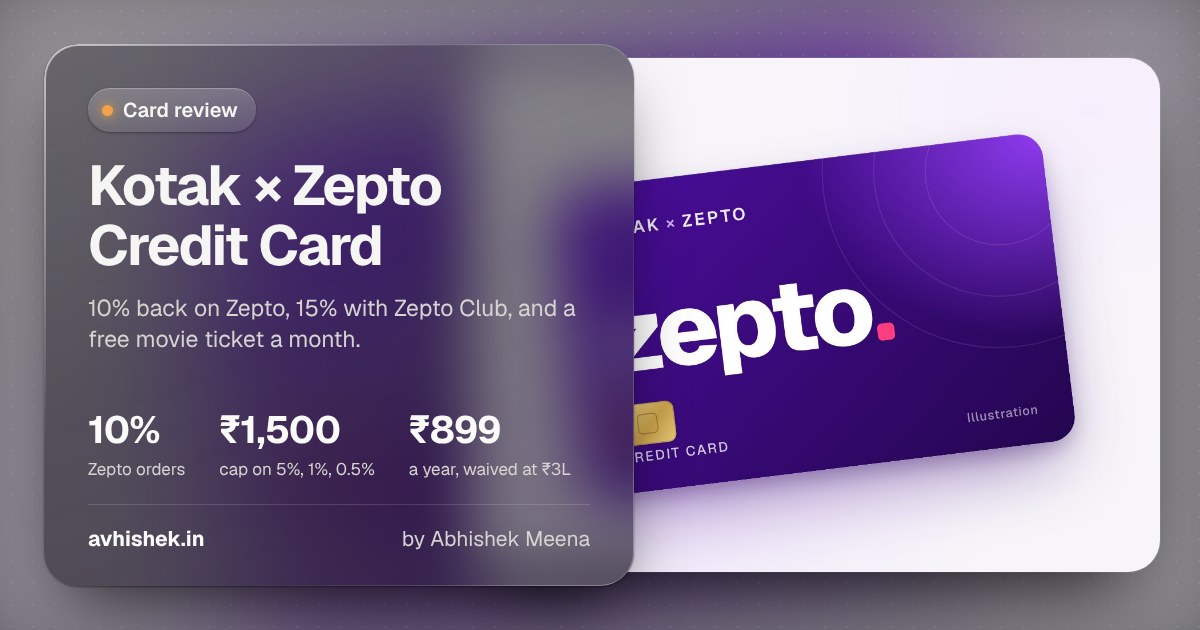 Card review
Kotak × Zepto
Credit Card
10% back on Zepto, 15% with Zepto Club, and a
free movie ticket a month.
10%
Zepto orders
₹1,500
cap on 5%, 1%, 0.5%
₹899
a year, waived at ₹3L
avhishek.in
by Abhishek Meena
AK × ZEPTO
zepto.
REDIT CARD
Illustration